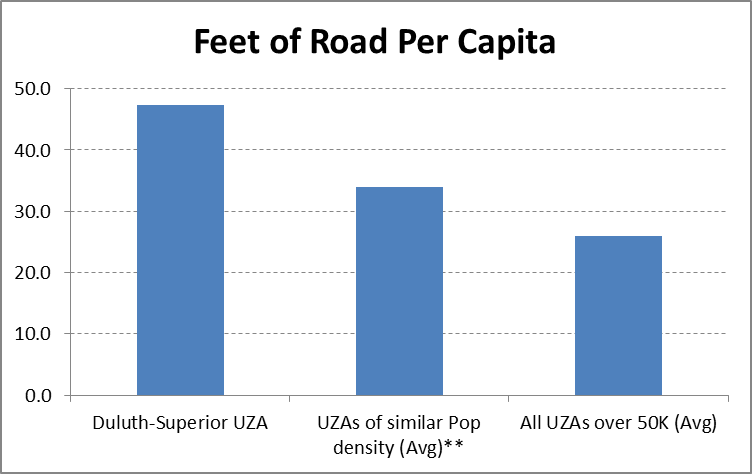 Feet of Road Per Capita
50.0
40.0
30.0
20.0
10.0
0.0
Duluth-Superior UZA
UZAs of similar Pop
density (Avg)**
All UZAs over 50K (Avg)